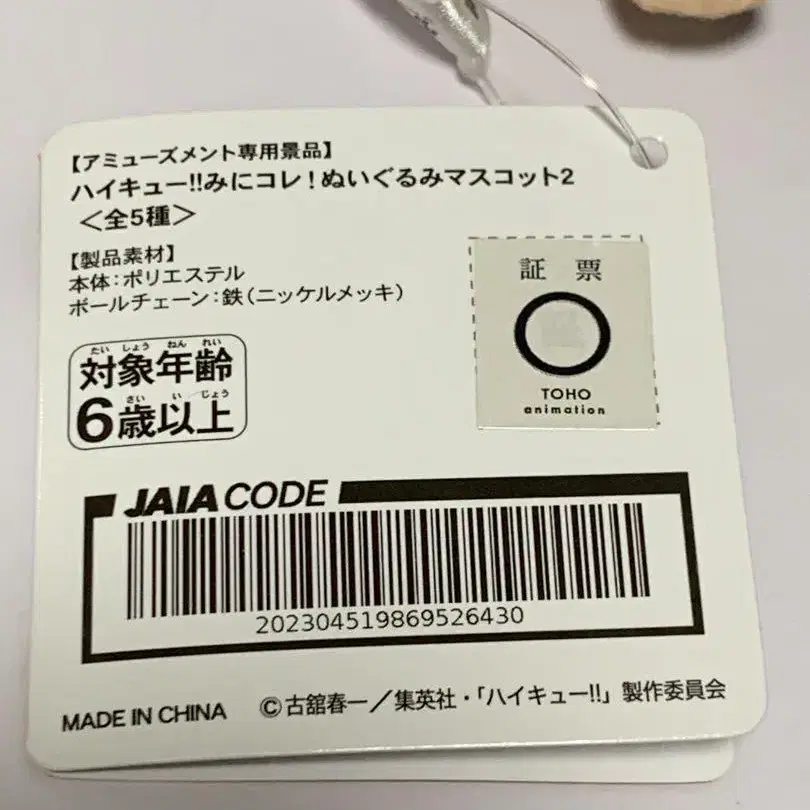 【アミューズメント専用景品】
ハイキュー!!みにコレ！ぬいぐるみマスコット2
＜全5種＞
【製品素材】
本体：ポリエステル
ボールチェーン：鉄（ニッケルメッキ）
証 票
TOHO
animation
たい しょう ねん れい
対象年齢
さい い じょう
6歳以上
JAIA CODE
202304519869526430
MADE IN CHINA
©古舘春一／集英社・「ハイキュー!!」製作委員会